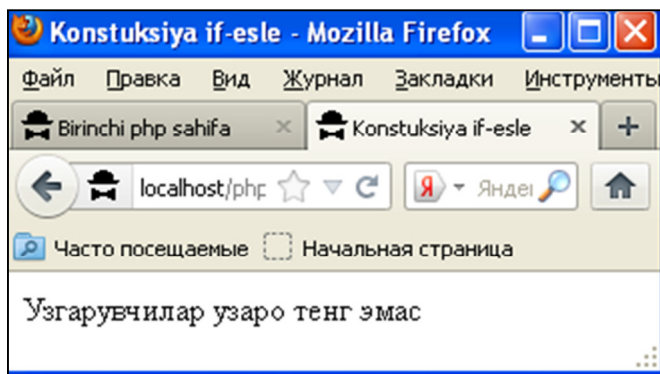 Konstuksiya if-esle - Mozilla Firefox
Файл Правка Вид Журнал Закладки Инструменты
Birinchi php sahifa × Konstuksiya if-esle × +
localhost/php Я Яндек
Часто посещаемые Начальная страница
Узгарувчилар узаро тенг эмас